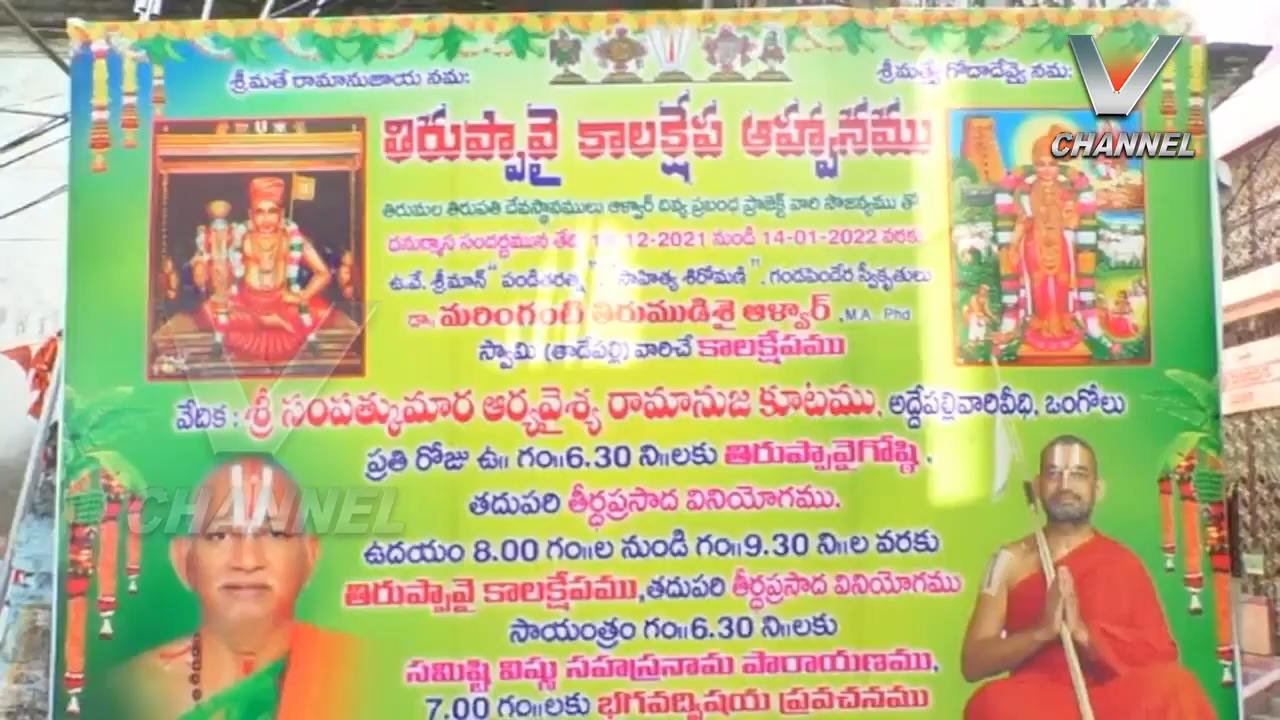 శ్రీమతే రామానుజాయ నమః
శ్రీమత్యే గోదాదేవ్యై నమః
V
CHANNEL
తిరుప్పావై కాలక్షేప ఆహ్వానము
తిరుమల తిరుపతి దేవస్థానములు ఆళ్వార్ దివ్య ప్రబంధ ప్రాజెక్ట్ వారి సౌజన్యము తో
ధనుర్మాస సందర్భమున తేది 12-2021 నుండి 14-01-2022 వరకు
ఉ.వే. శ్రీమాన్ "పండితరత్న" "సాహిత్య శిరోమణి". గండపెండేర స్వీకృతులు
డా॥ మరింగంటి తిరుముడిశై ఆళ్వార్ ,M.A., Phd
స్వామి (తాడేపల్లి) వారిచే కాలక్షేపము
వేదిక : శ్రీ సంపత్కుమార ఆర్యవైశ్య రామానుజ కూటము, అద్దేపల్లివారివీధి, ఒంగోలు
ప్రతి రోజు ఉ॥ గం॥6.30 ని॥లకు తిరుప్పావైగోష్ఠి.
తదుపరి తీర్థప్రసాద వినియోగము.
CHANNEL
ఉదయం 8.00 గం॥ల నుండి గం॥9.30 ని॥ల వరకు
తిరుప్పావై కాలక్షేపము,తదుపరి తీర్థప్రసాద వినియోగము
సాయంత్రం గం॥6.30 ని॥లకు
సమిష్టి విష్ణు సహస్రనామ పారాయణము,
7.00 గం॥లకు భగవద్విషయ ప్రవచనము